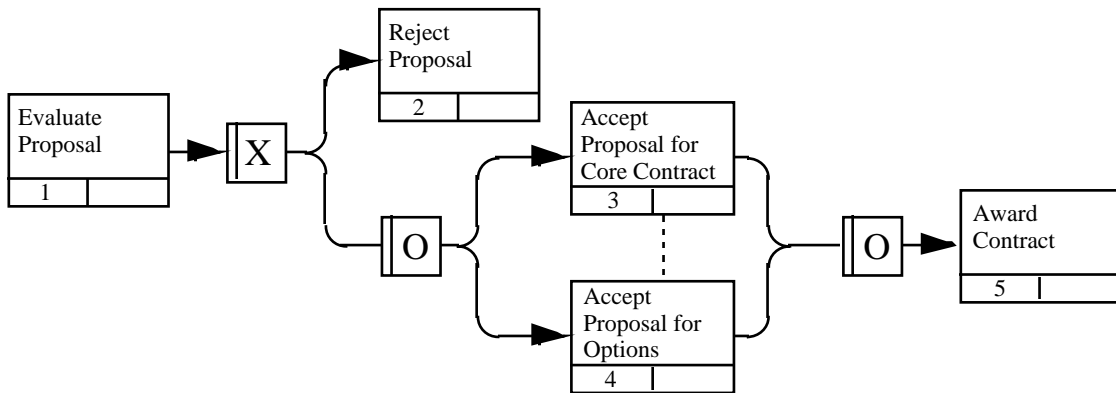 Reject
Proposal
2
Evaluate
Proposal
1
X
Accept
Proposal for
Core Contract
3
O
Accept
Proposal for
Options
4
O
Award
Contract
5